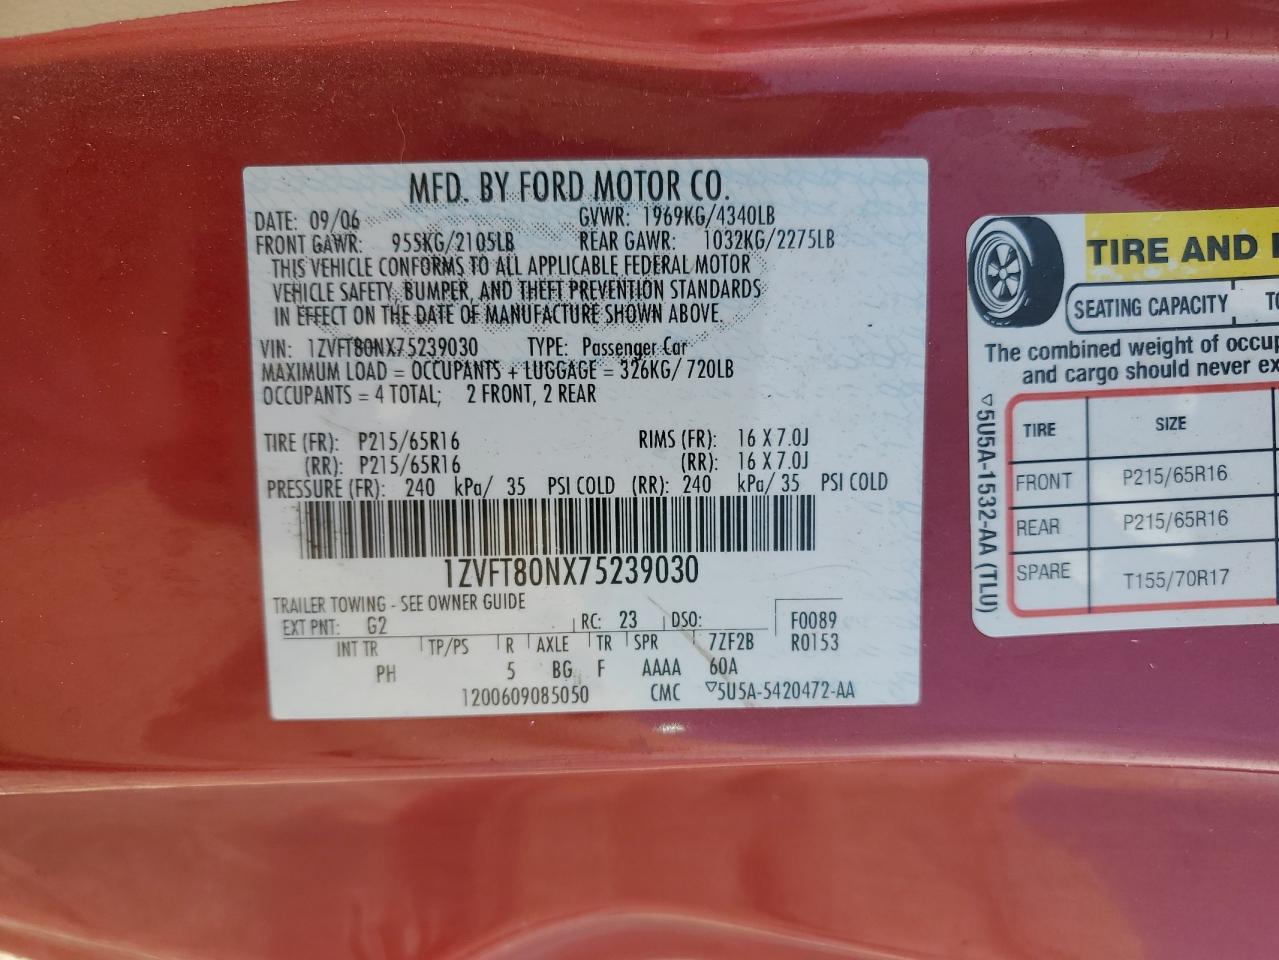 MFD. BY FORD MOTOR CO.
DATE: 09/06 GVWR: 1969KG/4340LB
FRONT GAWR: 955KG/2105LB REAR GAWR: 1032KG/2275LB
THIS VEHICLE CONFORMS TO ALL APPLICABLE FEDERAL MOTOR
VEHICLE SAFETY, BUMPER, AND THEFT PREVENTION STANDARDS
IN EFFECT ON THE DATE OF MANUFACTURE SHOWN ABOVE.
VIN: 1ZVFT80NX75239030 TYPE: Passenger Car
MAXIMUM LOAD = OCCUPANTS + LUGGAGE = 326KG/ 720LB
OCCUPANTS = 4 TOTAL; 2 FRONT, 2 REAR
TIRE (FR): P215/65R16 RIMS (FR): 16 X 7.0J
(RR): P215/65R16 (RR): 16 X 7.0J
PRESSURE (FR): 240 kPa/ 35 PSI COLD (RR): 240 kPa/ 35 PSI COLD
1ZVFT80NX75239030
TRAILER TOWING - SEE OWNER GUIDE
EXT PNT: G2 RC: 23 DSO: F0089
INT TR TP/PS R AXLE TR SPR 7ZF2B R0153
PH 5 BG F AAAA 60A
1200609085050 CMC ▽5U5A-5420472-AA
TIRE AND
SEATING CAPACITY
The combined weight of
and cargo should never
▽5U5A-1532-AA (TLU)
TIRE SIZE
FRONT P215/65R16
REAR P215/65R16
SPARE T155/70R17